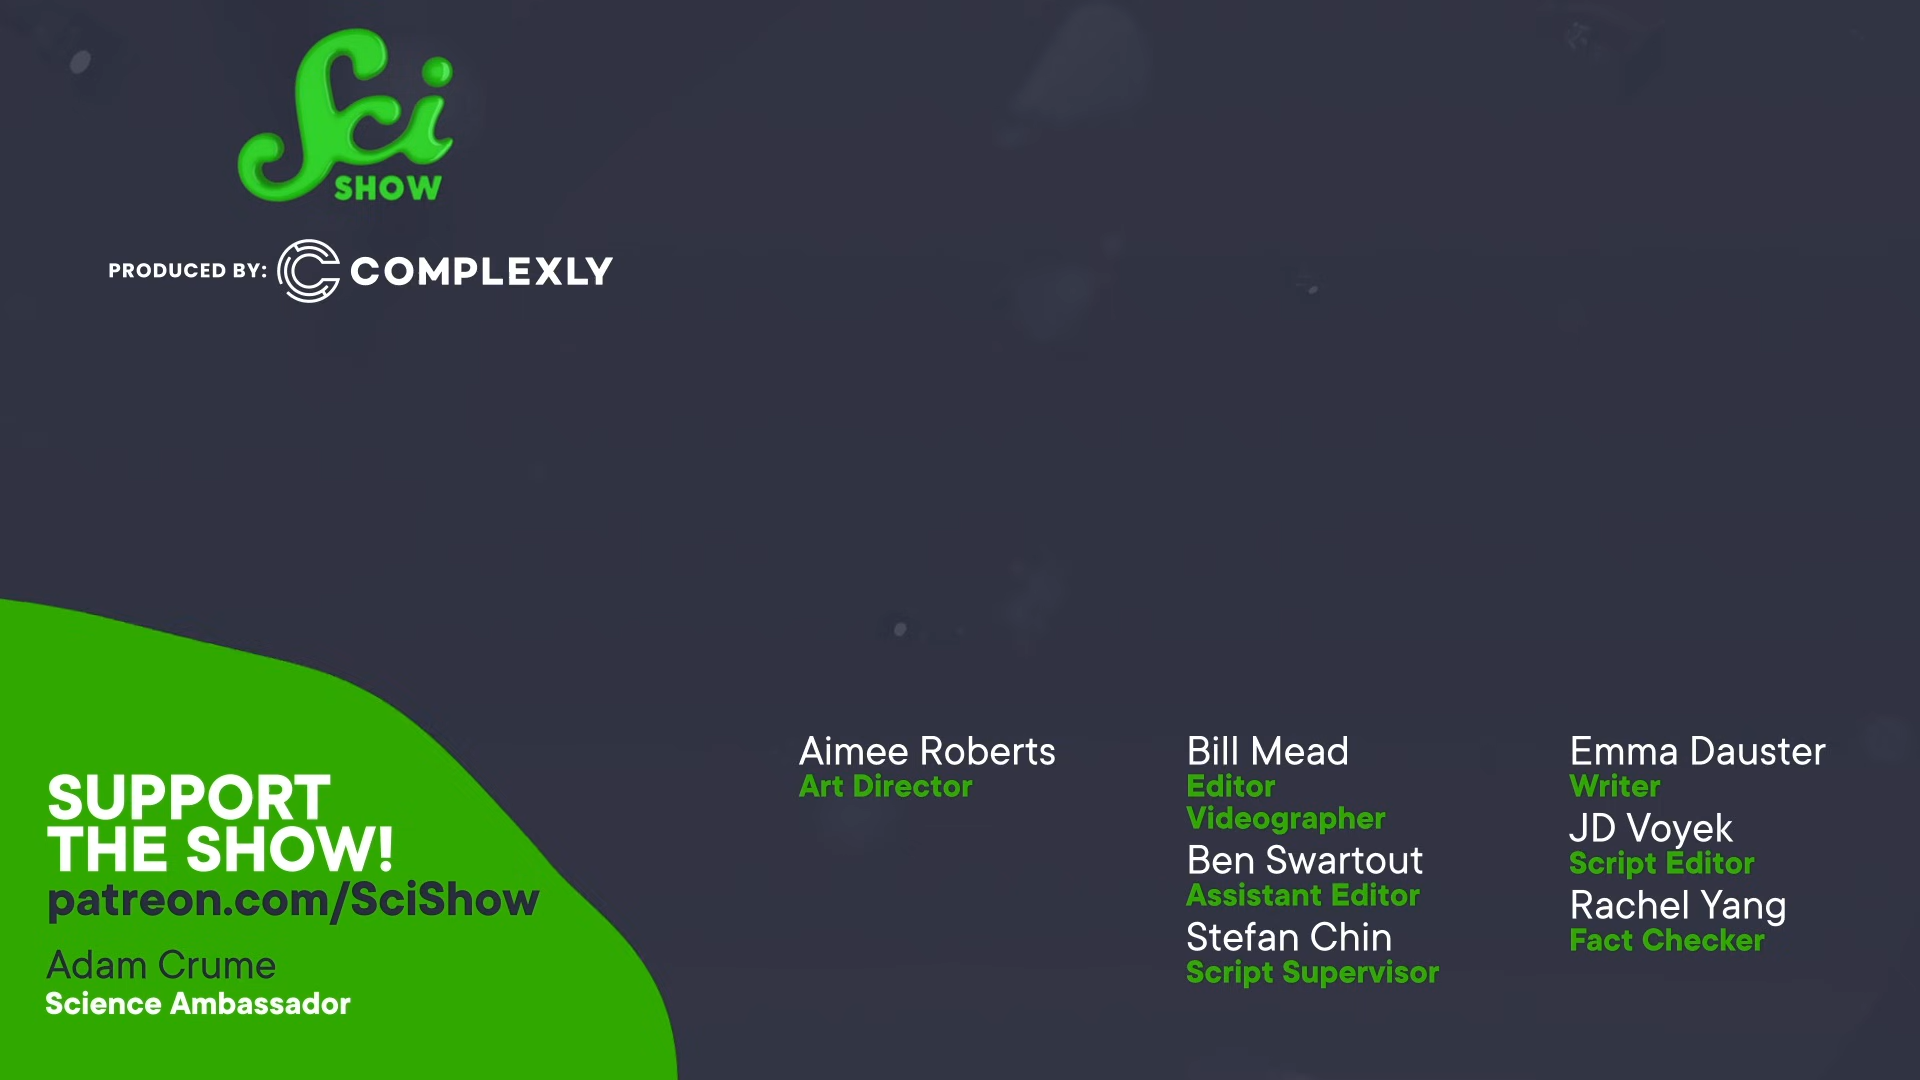 Sci
SHOW
PRODUCED BY: COMPLEXLY
SUPPORT
THE SHOW!
patreon.com/SciShow
Adam Crume
Science Ambassador
Aimee Roberts
Art Director
Bill Mead
Editor
Videographer
Ben Swartout
Assistant Editor
Stefan Chin
Script Supervisor
Emma Dauster
Writer
JD Voyek
Script Editor
Rachel Yang
Fact Checker